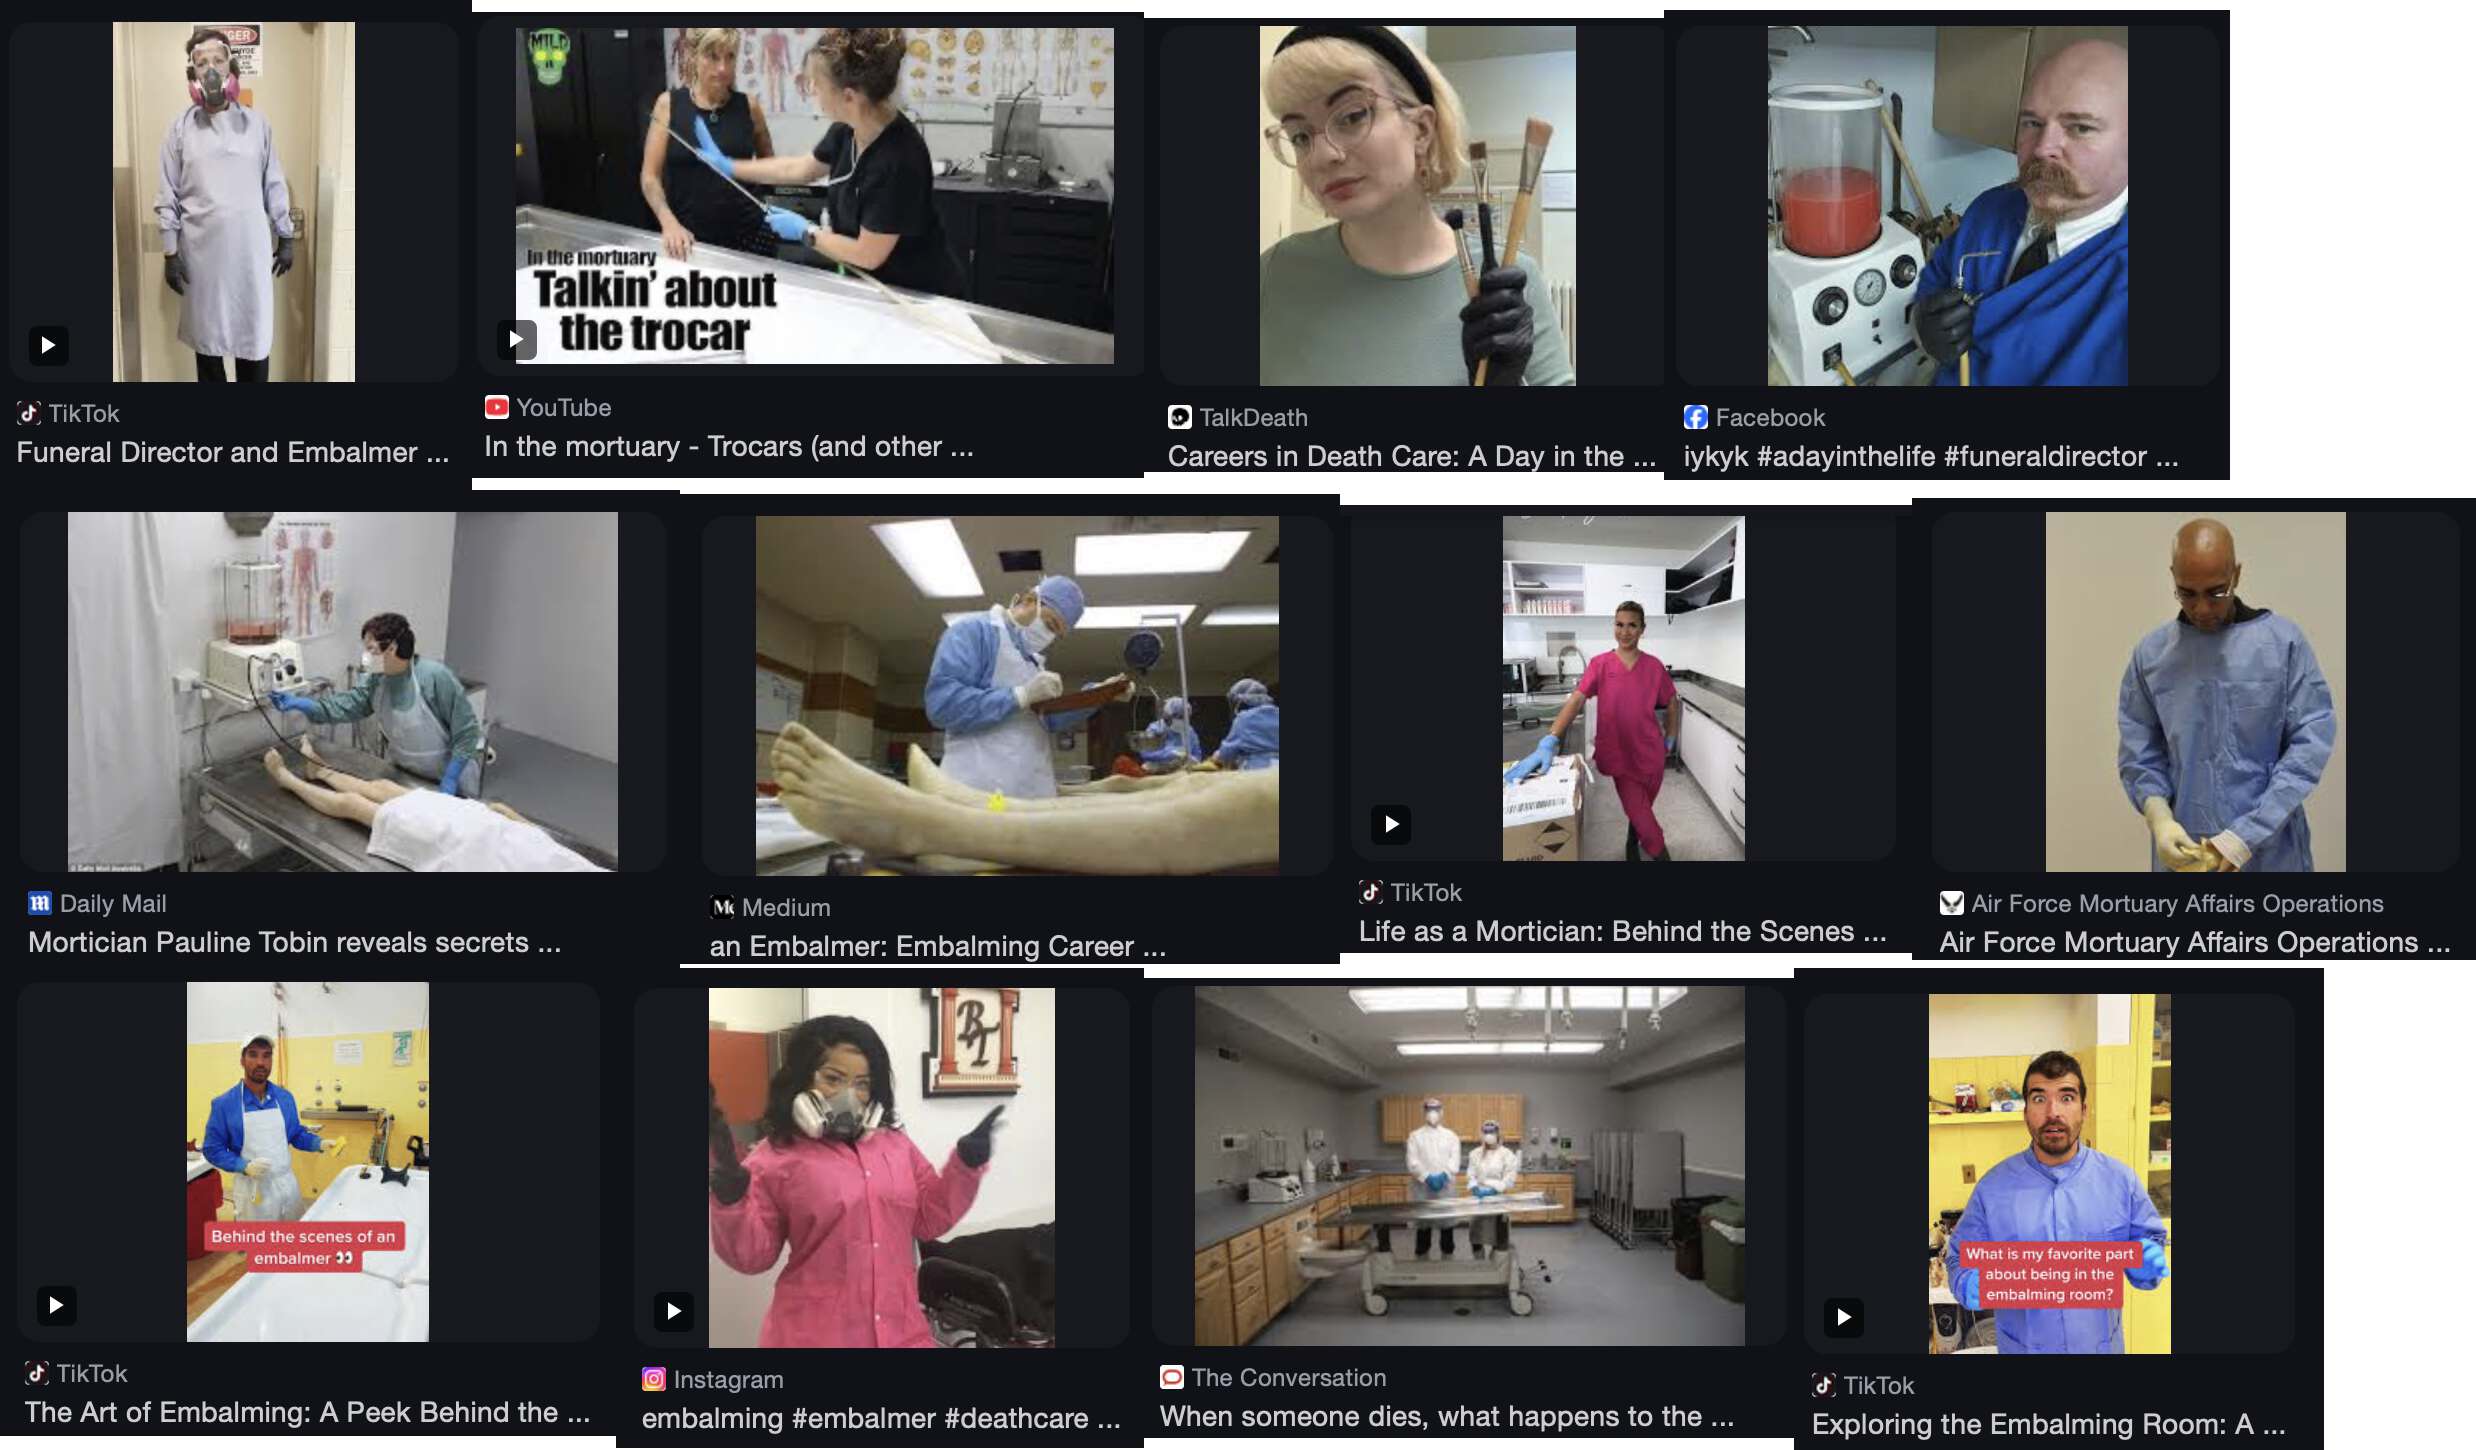 GER
MILF
In the mortuary
Talkin' about
the trocar
TikTok
Funeral Director and Embalmer ...
YouTube
In the mortuary - Trocars (and other ...
TalkDeath
Careers in Death Care: A Day in the ...
Facebook
iykyk #adayinthelife #funeraldirector ...
© Daily Mail Australia
Daily Mail
Mortician Pauline Tobin reveals secrets ...
Medium
an Embalmer: Embalming Career ...
TikTok
Life as a Mortician: Behind the Scenes ...
Air Force Mortuary Affairs Operations
Air Force Mortuary Affairs Operations ...
Behind the scenes of an
embalmer 👀
TikTok
The Art of Embalming: A Peek Behind the ...
Instagram
embalming #embalmer #deathcare ...
The Conversation
When someone dies, what happens to the ...
What is my favorite part
about being in the
embalming room?
TikTok
Exploring the Embalming Room: A ...